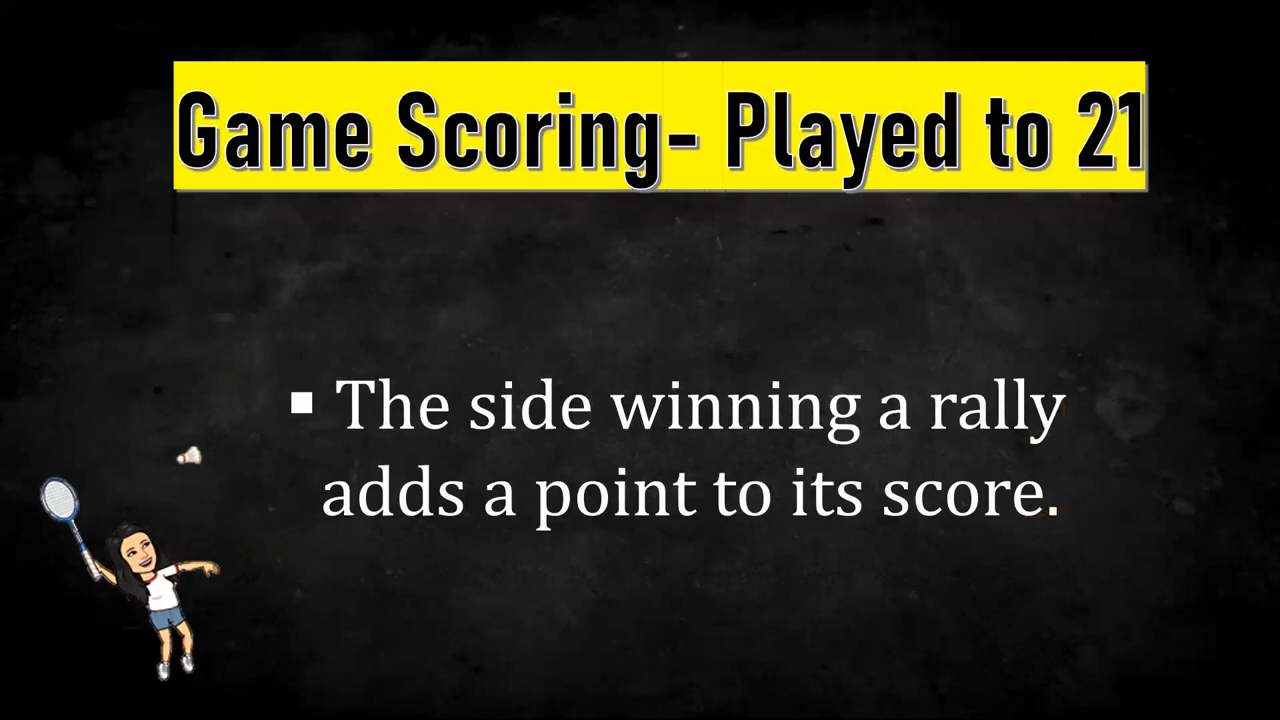 Game Scoring- Played to 21
▪ The side winning a rally
adds a point to its score.